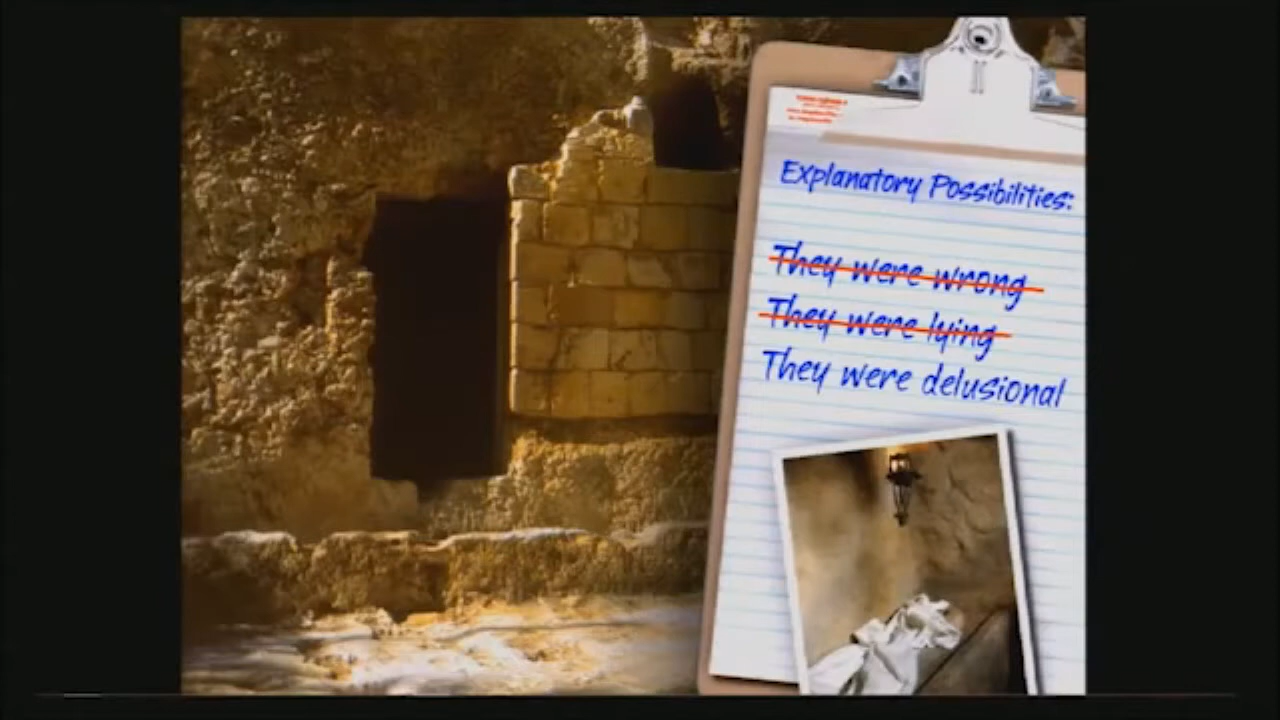 Explanatory Possibilities:
They were wrong
They were lying
They were delusional